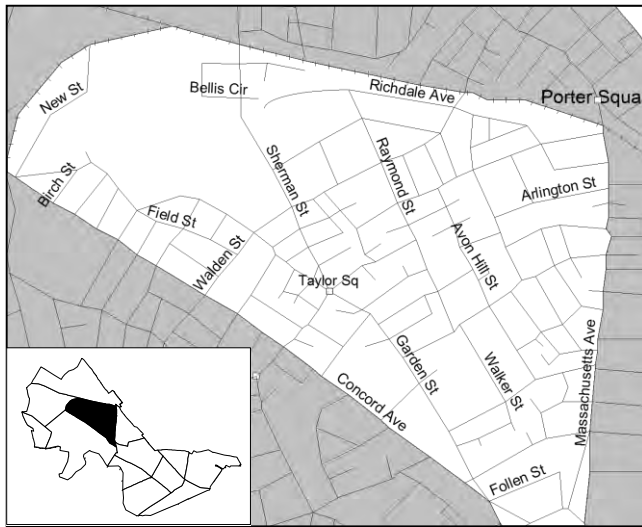 New St
Bellis Cir
Richdale Ave
Porter Squa
Birch St
Field St
Sherman St
Raymond St
Arlington St
Walden St
Avon Hill St
Taylor Sq
Garden St
Walker St
Massachusetts Ave
Concord Ave
Follen St